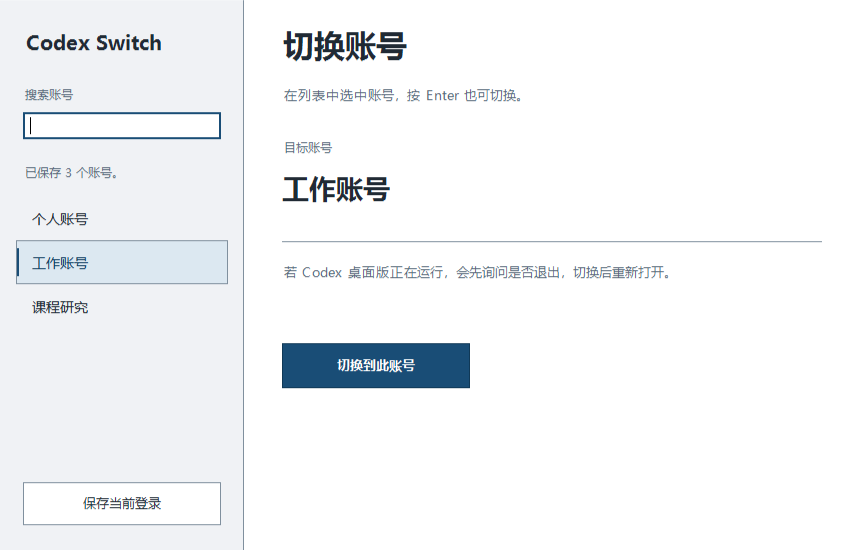 Codex Switch
搜索账号
已保存 3 个账号。
个人账号
工作账号
课程研究
保存当前登录
切换账号
在列表中选中账号，按 Enter 也可切换。
目标账号
工作账号
若 Codex 桌面版正在运行，会先询问是否退出，切换后重新打开。
切换到此账号